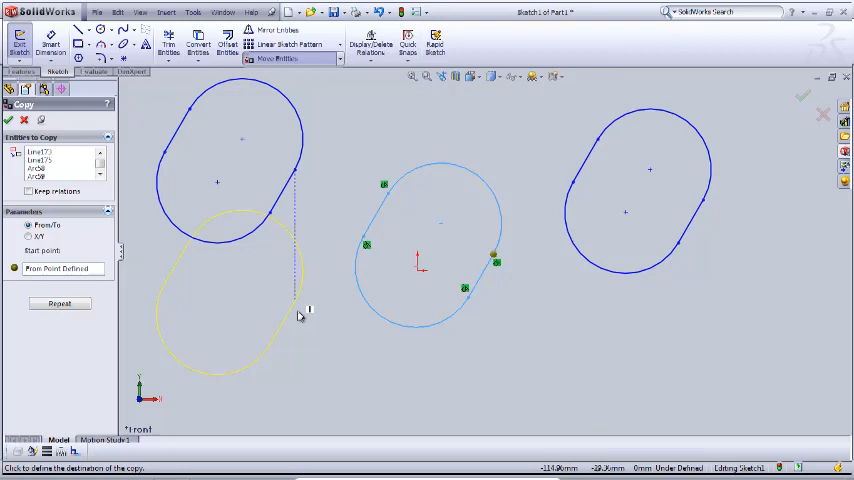 SolidWorks File Edit View Insert Tools Window Help Sketch1 of Part1 * SolidWorks Search
Exit Sketch
Smart Dimension
Trim Entities
Convert Entities
Offset Entities
Mirror Entities
Linear Sketch Pattern
Move Entities
Display/Delete Relations
Quick Snaps
Rapid Sketch
Features Sketch Evaluate DimXpert
Copy ?
Entities to Copy
Line173
Line175
Arc58
Arc59
Keep relations
Parameters
From/To
X/Y
Start point:
From Point Defined
Repeat
Y
X
*Front
Model Motion Study 1
Click to define the destination of the copy. -114.96mm -29.36mm 0mm Under Defined Editing Sketch1